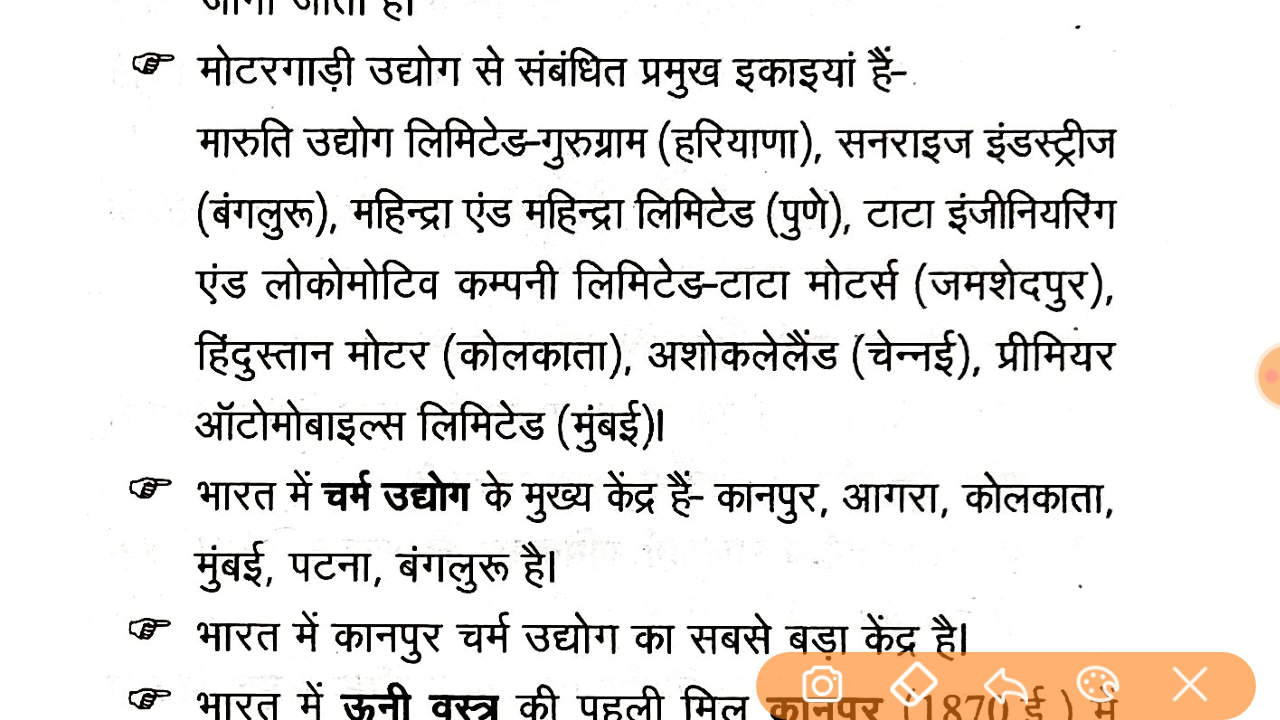 जाना जाता है।
मोटरगाड़ी उद्योग से संबंधित प्रमुख इकाइयां हैं-
मारुति उद्योग लिमिटेड-गुरुग्राम (हरियाणा), सनराइज इंडस्ट्रीज
(बंगलुरू), महिन्द्रा एंड महिन्द्रा लिमिटेड (पुणे), टाटा इंजीनियरिंग
एंड लोकोमोटिव कम्पनी लिमिटेड-टाटा मोटर्स (जमशेदपुर),
हिंदुस्तान मोटर (कोलकाता), अशोकलेलैंड (चेन्नई), प्रीमियर
ऑटोमोबाइल्स लिमिटेड (मुंबई)।
भारत में चर्म उद्योग के मुख्य केंद्र हैं- कानपुर, आगरा, कोलकाता,
मुंबई, पटना, बंगलुरू है।
भारत में कानपुर चर्म उद्योग का सबसे बड़ा केंद्र है।
भारत में ऊनी वस्त्र की पहली मिल कानपुर (1870 ई.) में